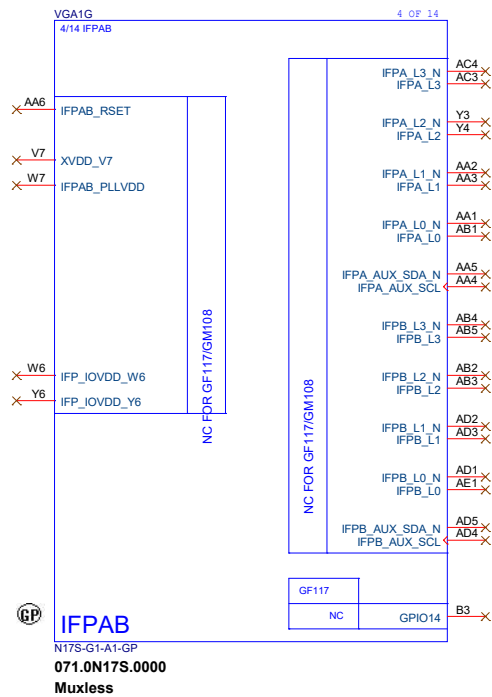 VGA1G 4 OF 14
4/14 IFPAB
AC4 IFPA_L3_N
AC3 IFPA_L3
AA6 IFPAB_RSET
Y3 IFPA_L2_N
Y4 IFPA_L2
V7 XVDD_V7
W7 IFPAB_PLLVDD
AA2 IFPA_L1_N
AA3 IFPA_L1
AA1 IFPA_L0_N
AB1 IFPA_L0
AA5 IFPA_AUX_SDA_N
AA4 IFPA_AUX_SCL
AB4 IFPB_L3_N
AB5 IFPB_L3
W6 IFP_IOVDD_W6
Y6 IFP_IOVDD_Y6
NC FOR GF117/GM108
NC FOR GF117/GM108
AB2 IFPB_L2_N
AB3 IFPB_L2
AD2 IFPB_L1_N
AD3 IFPB_L1
AD1 IFPB_L0_N
AE1 IFPB_L0
AD5 IFPB_AUX_SDA_N
AD4 IFPB_AUX_SCL
GF117
NC GPIO14 B3
GP IFPAB
N17S-G1-A1-GP
071.0N17S.0000
Muxless